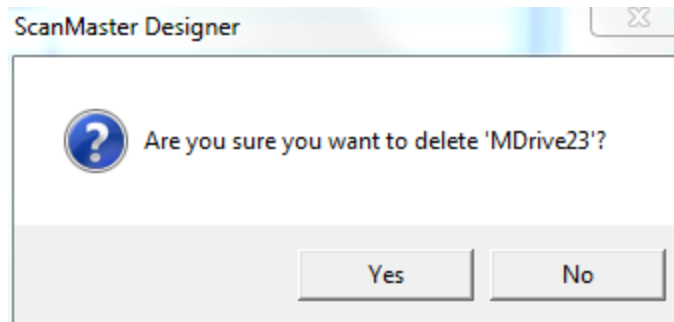 ScanMaster Designer
Are you sure you want to delete 'MDrive23'?
Yes
No